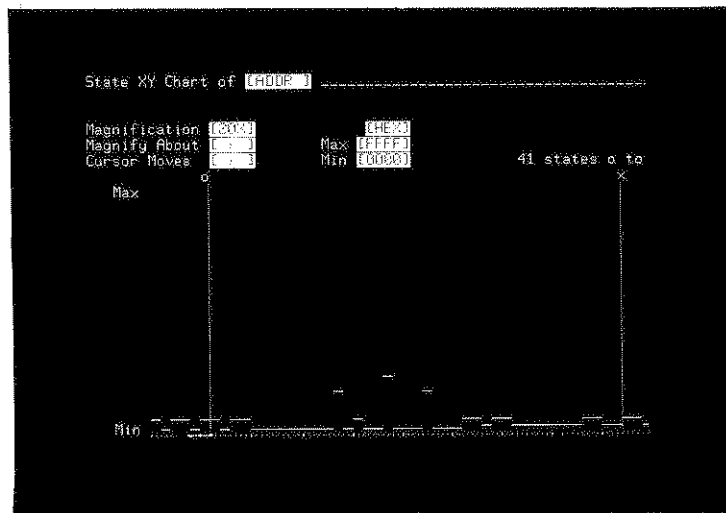 State XY Chart of [ADDR ]
Magnification [20X] [HEX]
Magnify About [ : ] Max [FFFF]
Cursor Moves [ : ] Min [0000] 41 states o to
o X
Max
Min